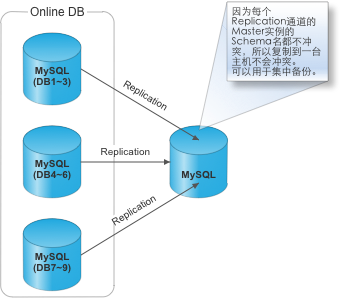 Online DB
MySQL
(DB1~3)
Replication
因为每个
Replication通道的
Master实例的
Schema名都不冲
突，所以复制到一台
主机不会冲突。
可以用于集中备份。
MySQL
(DB4~6)
Replication
MySQL
MySQL
(DB7~9)
Replication